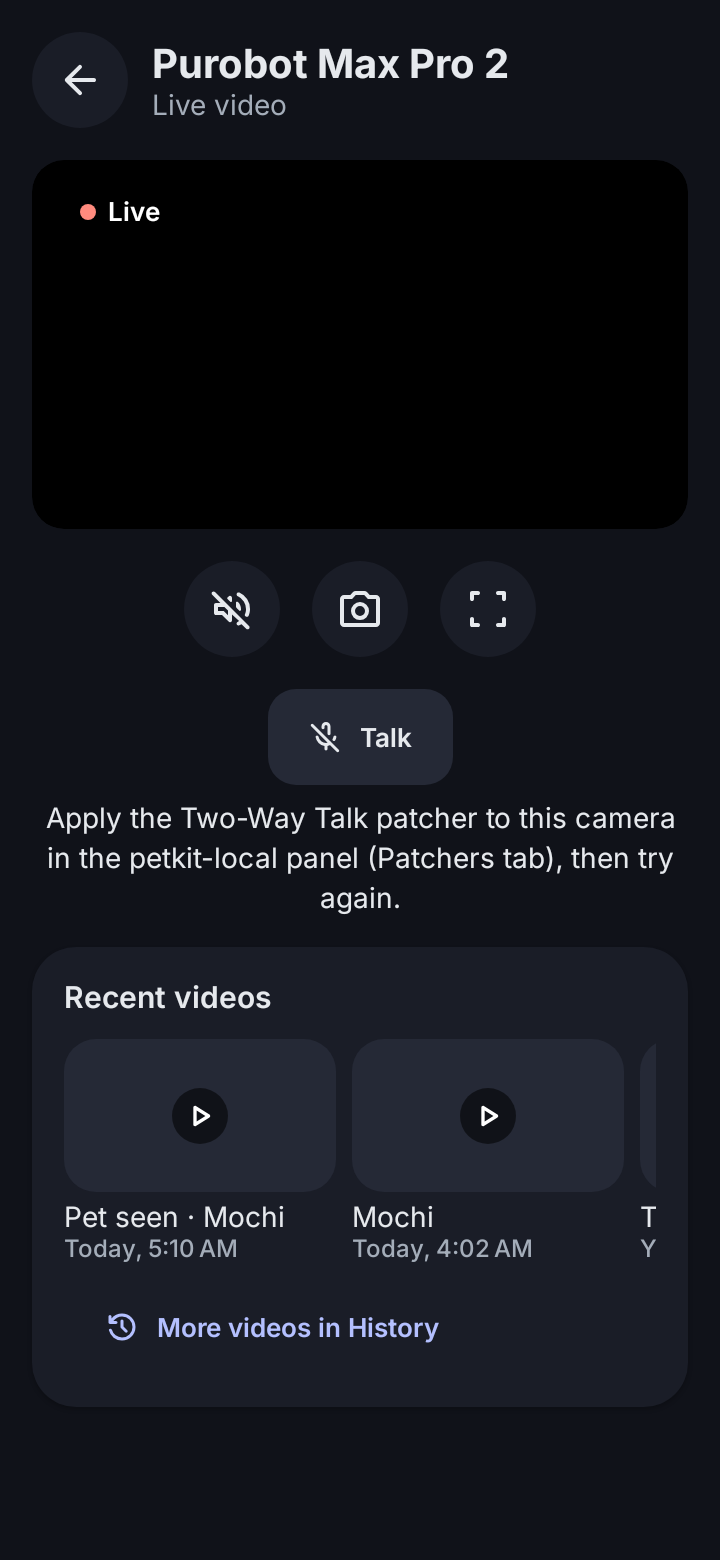 Purobot Max Pro 2
Live video
Live
Talk
Apply the Two-Way Talk patcher to this camera
in the petkit-local panel (Patchers tab), then try
again.
Recent videos
Pet seen · Mochi
Today, 5:10 AM
Mochi
Today, 4:02 AM
T
Y
More videos in History